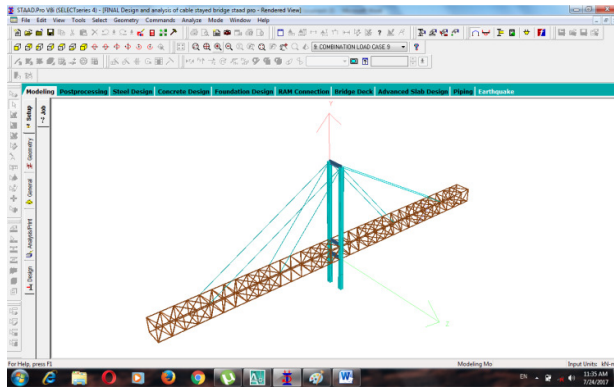 STAAD.Pro V8i (SELECTseries 4) - [FINAL Design and analysis of cable stayed bridge staad pro - Rendered View]
File Edit View Tools Select Geometry Commands Analyze Mode Window Help
9: COMBINATION LOAD CASE 9
Modeling Postprocessing Steel Design Concrete Design Foundation Design RAM Connection Bridge Deck Advanced Slab Design Piping Earthquake
Setup
Job
Geometry
General
Analysis/Print
Design
Y
For Help, press F1
Modeling Mo
Input Units: kN-m
EN
11:35 AM
7/24/2017